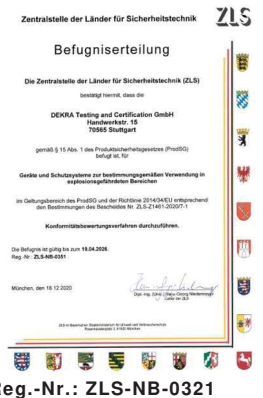 Zentralstelle der Länder für Sicherheitstechnik
ZLS
Befugniserteilung
Die Zentralstelle der Länder für Sicherheitstechnik (ZLS)
bestätigt hiermit, dass die
DEKRA Testing and Certification GmbH
Handwerkstr. 15
70565 Stuttgart
gemäß § 15 Abs. 1 des Produktsicherheitsgesetzes (ProdSG)
befugt ist, für
Geräte und Schutzsysteme zur bestimmungsgemäßen Verwendung in
explosionsgefährdeten Bereichen
im Geltungsbereich des ProdSG und der Richtlinie 2014/34/EU entsprechend
den Bestimmungen des Bescheides Nr. ZLS-Z1461-2020/7-1
Konformitätsbewertungsverfahren durchzuführen.
Die Befugnis ist gültig bis zum 19.04.2026.
Reg.-Nr.: ZLS-NB-0351
München, den 16.12.2020
Reg.-Nr.: ZLS-NB-0321